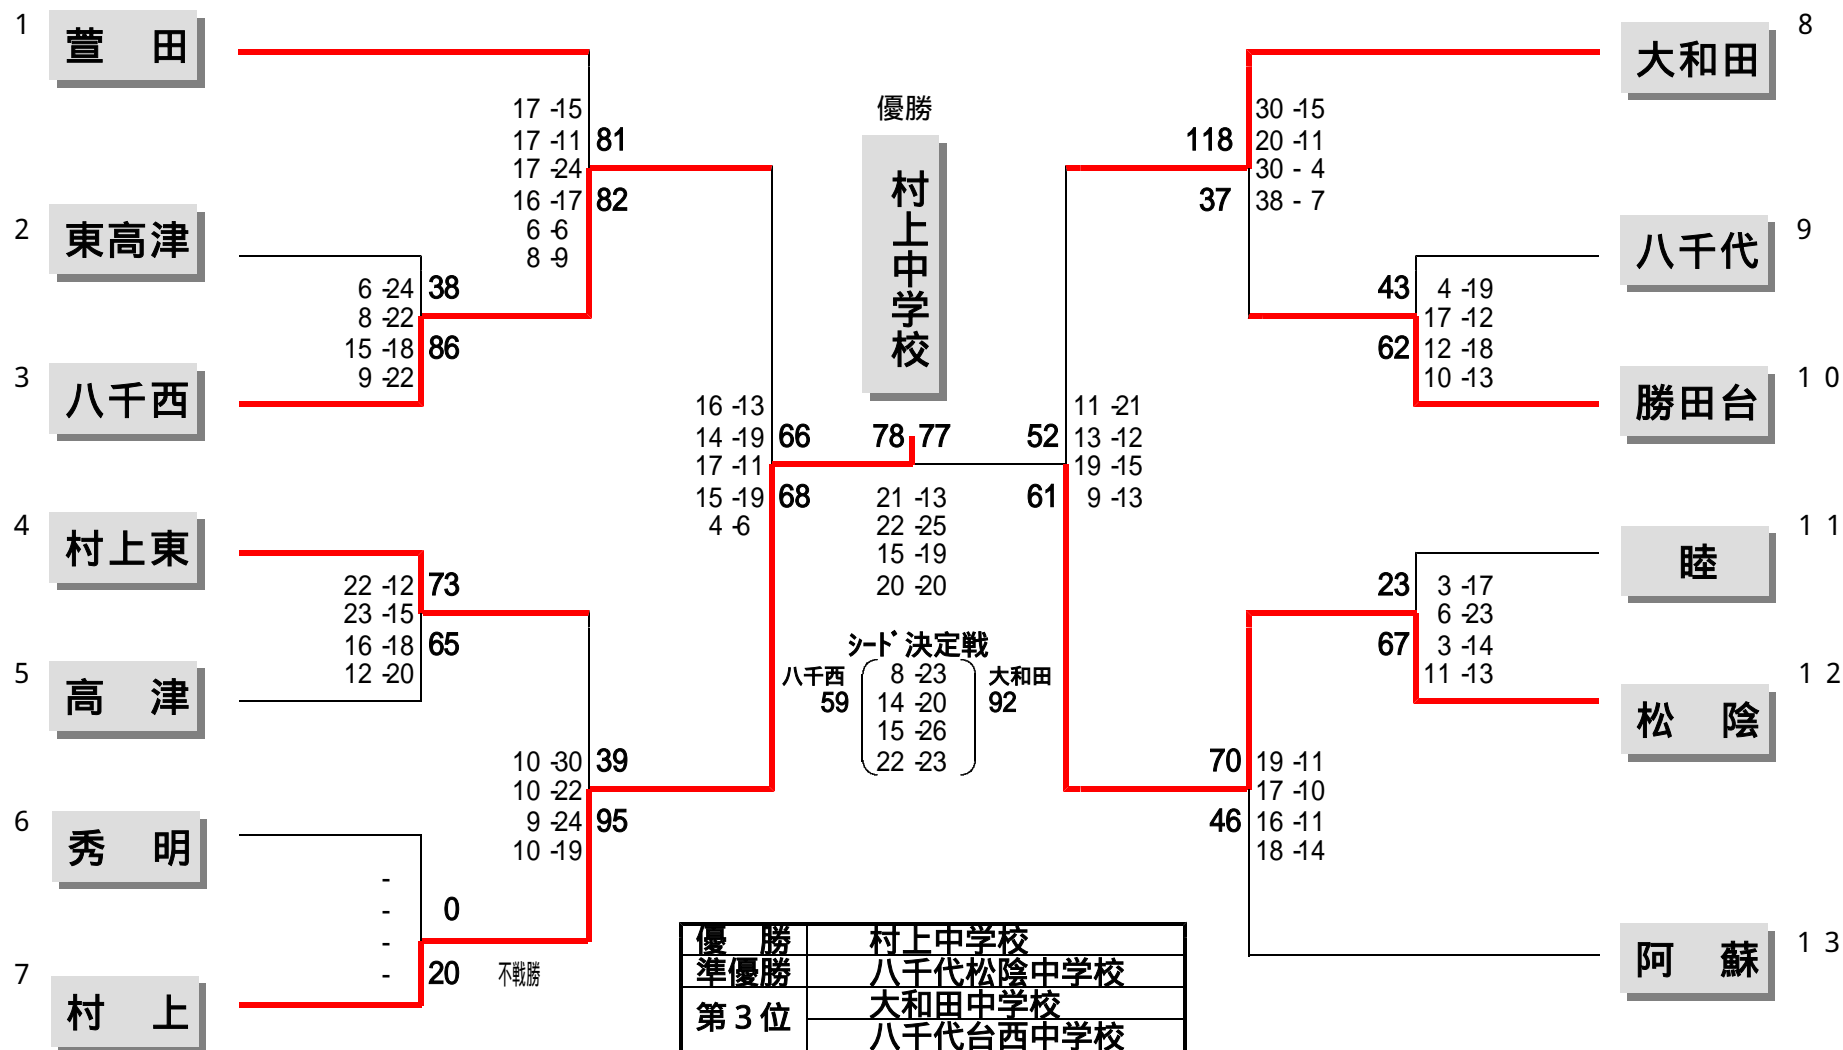 1
萱　田
17 -15
17 -11 81
17 -24
16 -17 82
6 -6
8 -9
2
東高津
6 -24 38
8 -22
15 -18 86
9 -22
3
八千西
16 -13
14 -19 66
17 -11
15 -19 68
4 -6
4
村上東
22 -12 73
23 -15
16 -18 65
12 -20
5
高　津
10 -30 39
10 -22
9 -24 95
10 -19
6
秀　明
-
- 0
-
- 20 不戦勝
7
村　上
優勝
村上中学校
78 77
21 -13
22 -25
15 -19
20 -20
ｼｰﾄﾞ決定戦
八千西
59
8 -23
14 -20
15 -26
22 -23
大和田
92
8
大和田
30 -15
118 20 -11
30 - 4
37 38 - 7
9
八千代
43 4 -19
17 -12
62 12 -18
10 -13
10
勝田台
11 -21
52 13 -12
19 -15
61 9 -13
11
睦
23 3 -17
6 -23
67 3 -14
11 -13
12
松　陰
70 19 -11
17 -10
46 16 -11
18 -14
13
阿　蘇
優　勝 村上中学校
準優勝 八千代松陰中学校
第３位 大和田中学校
八千代台西中学校